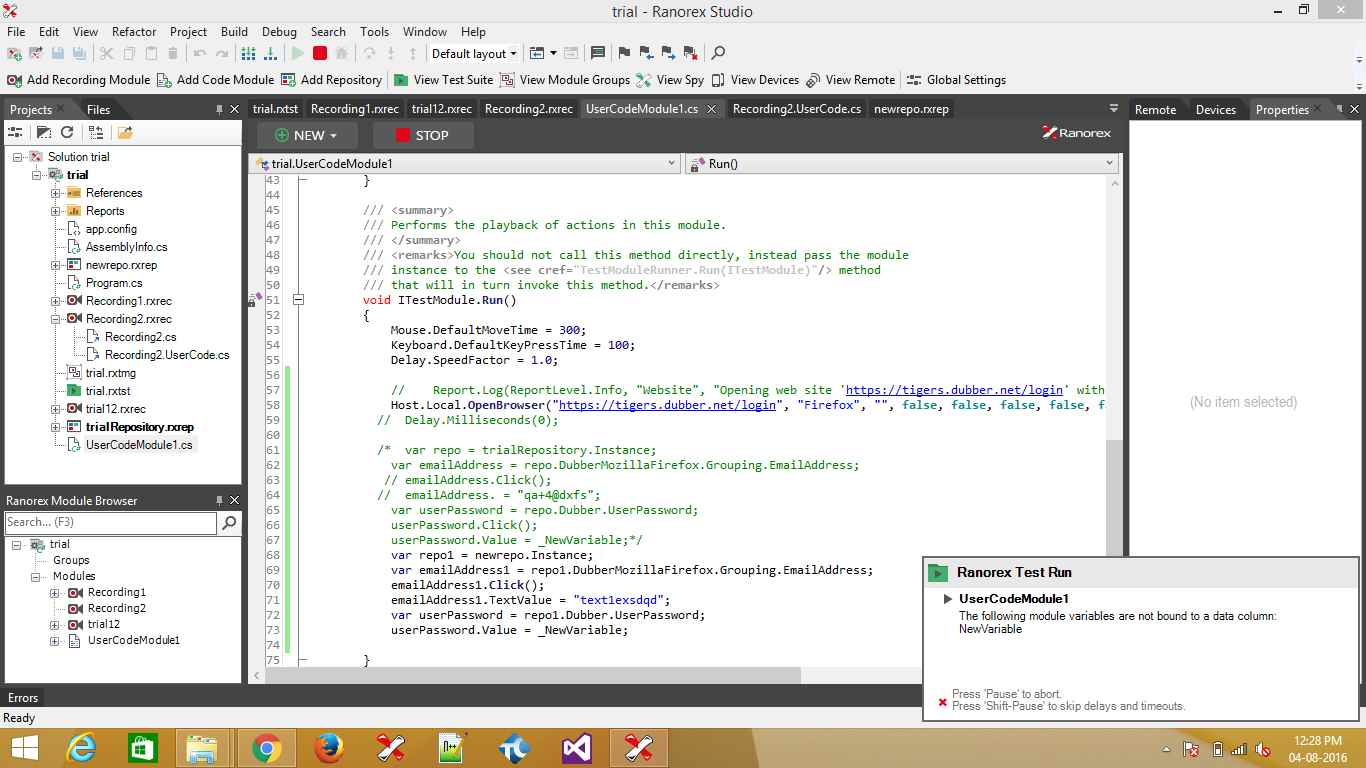 trial - Ranorex Studio
File Edit View Refactor Project Build Debug Search Tools Window Help
Default layout
Add Recording Module Add Code Module Add Repository View Test Suite View Module Groups View Spy View Devices View Remote Global Settings
Projects Files
trial.rxtst Recording1.rxrec trial12.rxrec Recording2.rxrec UserCodeModule1.cs Recording2.UserCode.cs newrepo.rxrep
Remote Devices Properties
NEW STOP Ranorex
trial.UserCodeModule1 Run()
Solution trial
trial
References
Reports
app.config
AssemblyInfo.cs
newrepo.rxrep
Program.cs
Recording1.rxrec
Recording2.rxrec
Recording2.cs
Recording2.UserCode.cs
trial.rxtmg
trial.rxtst
trial12.rxrec
trialRepository.rxrep
UserCodeModule1.cs
Ranorex Module Browser
Search... (F3)
trial
Groups
Modules
Recording1
Recording2
trial12
UserCodeModule1
43 }
44
45 /// <summary>
46 /// Performs the playback of actions in this module.
47 /// </summary>
48 /// <remarks>You should not call this method directly, instead pass the module
49 /// instance to the <see cref="TestModuleRunner.Run(ITestModule)"/> method
50 /// that will in turn invoke this method.</remarks>
51 void ITestModule.Run()
52 {
53 Mouse.DefaultMoveTime = 300;
54 Keyboard.DefaultKeyPressTime = 100;
55 Delay.SpeedFactor = 1.0;
56
57 // Report.Log(ReportLevel.Info, "Website", "Opening web site 'https://tigers.dubber.net/login' with
58 Host.Local.OpenBrowser("https://tigers.dubber.net/login", "Firefox", "", false, false, false, false, f
59 // Delay.Milliseconds(0);
60
61 /* var repo = trialRepository.Instance;
62 var emailAddress = repo.DubberMozillaFirefox.Grouping.EmailAddress;
63 // emailAddress.Click();
64 // emailAddress. = "qa+4@dxfs";
65 var userPassword = repo.Dubber.UserPassword;
66 userPassword.Click();
67 userPassword.Value = _NewVariable;*/
68 var repo1 = newrepo.Instance;
69 var emailAddress1 = repo1.DubberMozillaFirefox.Grouping.EmailAddress;
70 emailAddress1.Click();
71 emailAddress1.TextValue = "text1exsdqd";
72 var userPassword = repo1.Dubber.UserPassword;
73 userPassword.Value = _NewVariable;
74
75 }
(No item selected)
Ranorex Test Run
UserCodeModule1
The following module variables are not bound to a data column:
NewVariable
Press 'Pause' to abort.
Press 'Shift-Pause' to skip delays and timeouts.
Errors
Ready
12:28 PM
04-08-2016